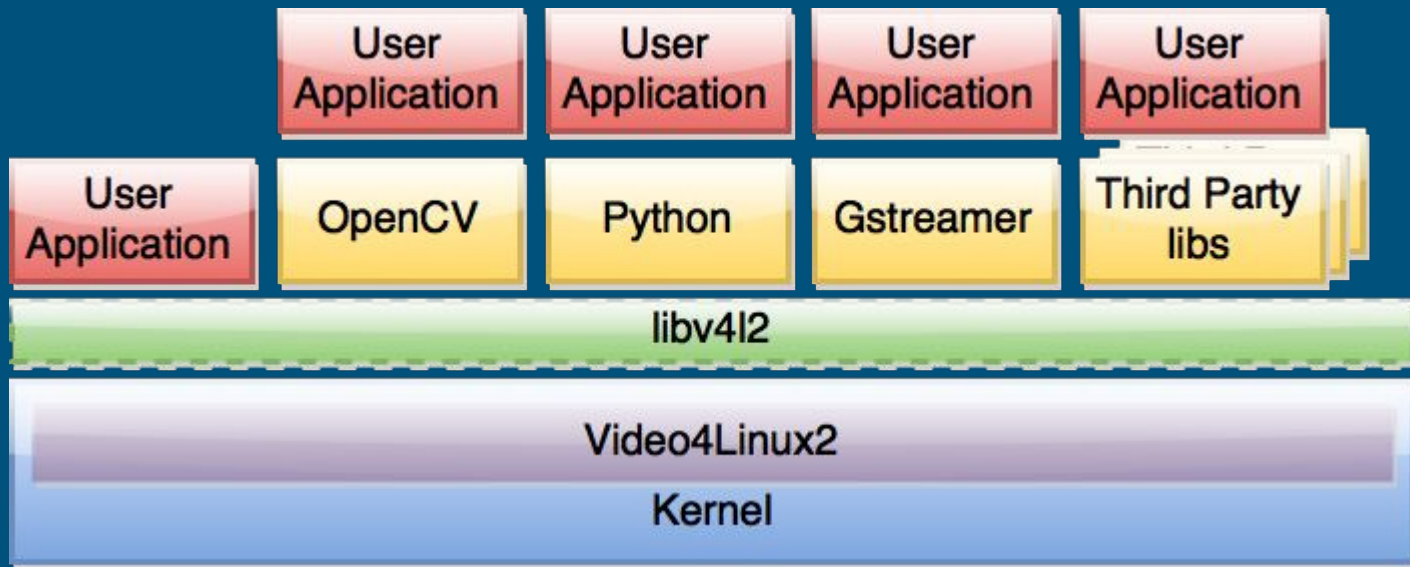 User
Application
User
Application
User
Application
User
Application
User
Application
OpenCV
Python
Gstreamer
Third Party
libs
libv4l2
Video4Linux2
Kernel